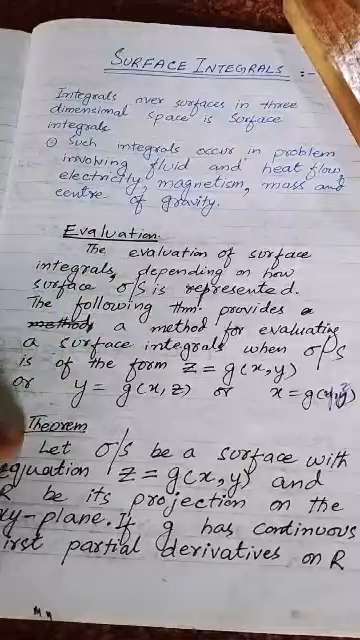 SURFACE INTEGRALS :-
Integrals over surfaces in three
dimensional space is Surface
integrals
⊙ Such integrals occur in problem
involving fluid and heat flow,
electricity, magnetism, mass and
centre of gravity.
Evaluation.
The evaluation of surface
integrals, depending on how
surface σ/S is represented.
The following thm. provides a
methods a method for evaluating
a surface integrals when σ/S
is of the form z = g(x,y)
or y = g(x,z) or x = g(y,z)
Theorem
Let σ/S be a surface with
equation z = g(x,y) and
R be its projection on the
xy-plane. If g has continuous
first partial derivatives on R